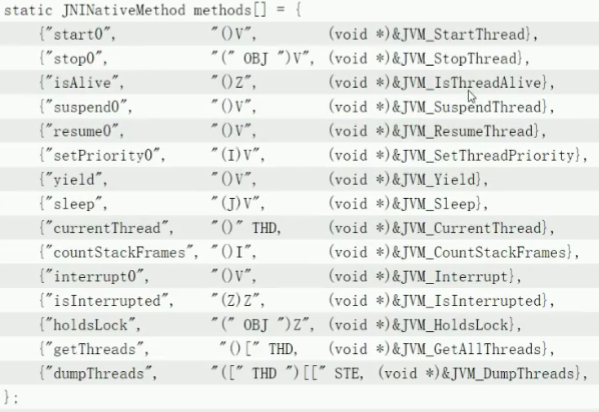 static JNINativeMethod methods[] = {
{"start0", "()V", (void *)&JVM_StartThread},
{"stop0", "(" OBJ ")V", (void *)&JVM_StopThread},
{"isAlive", "()Z", (void *)&JVM_IsThreadAlive},
{"suspend0", "()V", (void *)&JVM_SuspendThread},
{"resume0", "()V", (void *)&JVM_ResumeThread},
{"setPriority0", "(I)V", (void *)&JVM_SetThreadPriority},
{"yield", "()V", (void *)&JVM_Yield},
{"sleep", "(J)V", (void *)&JVM_Sleep},
{"currentThread", "()" THD, (void *)&JVM_CurrentThread},
{"countStackFrames", "()I", (void *)&JVM_CountStackFrames},
{"interrupt0", "()V", (void *)&JVM_Interrupt},
{"isInterrupted", "(Z)Z", (void *)&JVM_IsInterrupted},
{"holdsLock", "(" OBJ ")Z", (void *)&JVM_HoldsLock},
{"getThreads", "()[" THD, (void *)&JVM_GetAllThreads},
{"dumpThreads", "([" THD ")[[" STE, (void *)&JVM_DumpThreads},
};